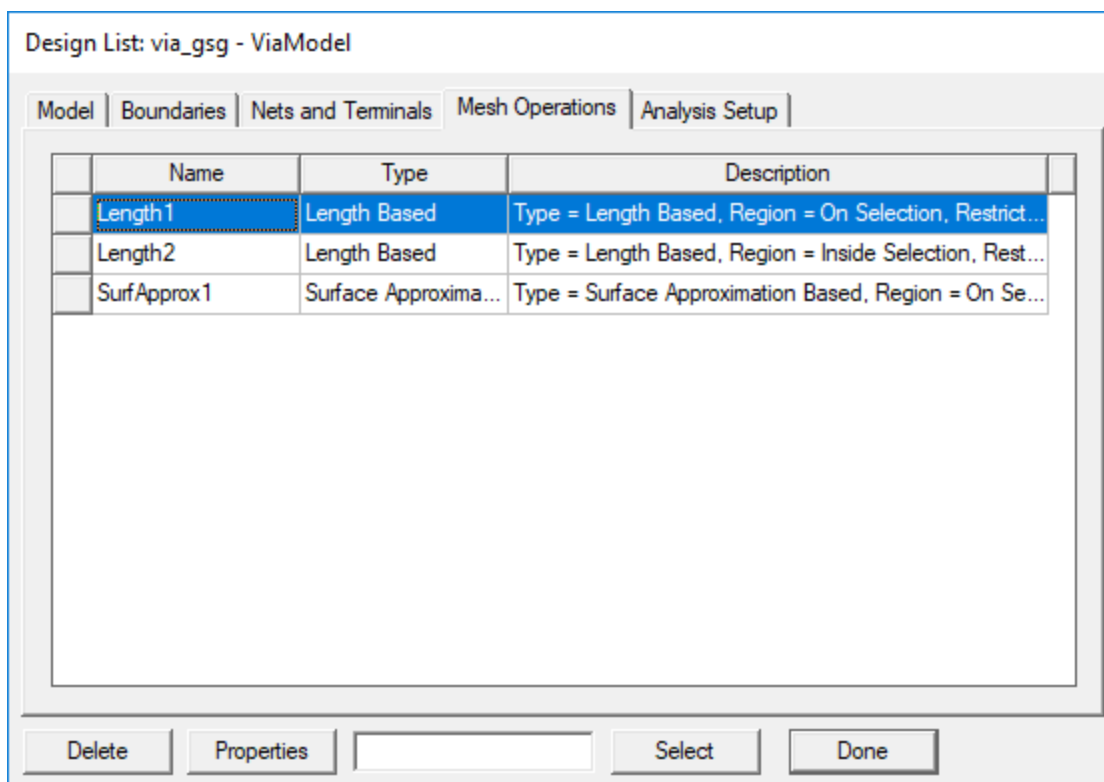 Design List: via_gsg - ViaModel
Model Boundaries Nets and Terminals Mesh Operations Analysis Setup
Name Type Description
Length1 Length Based Type = Length Based, Region = On Selection, Restrict...
Length2 Length Based Type = Length Based, Region = Inside Selection, Rest...
SurfApprox1 Surface Approxima... Type = Surface Approximation Based, Region = On Se...
Delete Properties Select Done